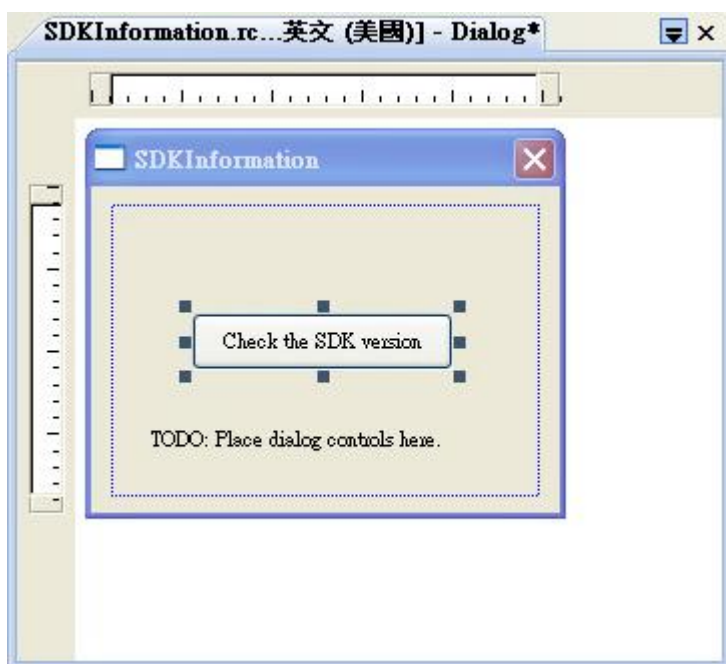 SDKInformation.rc...英文 (美國)] - Dialog*
SDKInformation
Check the SDK version
TODO: Place dialog controls here.